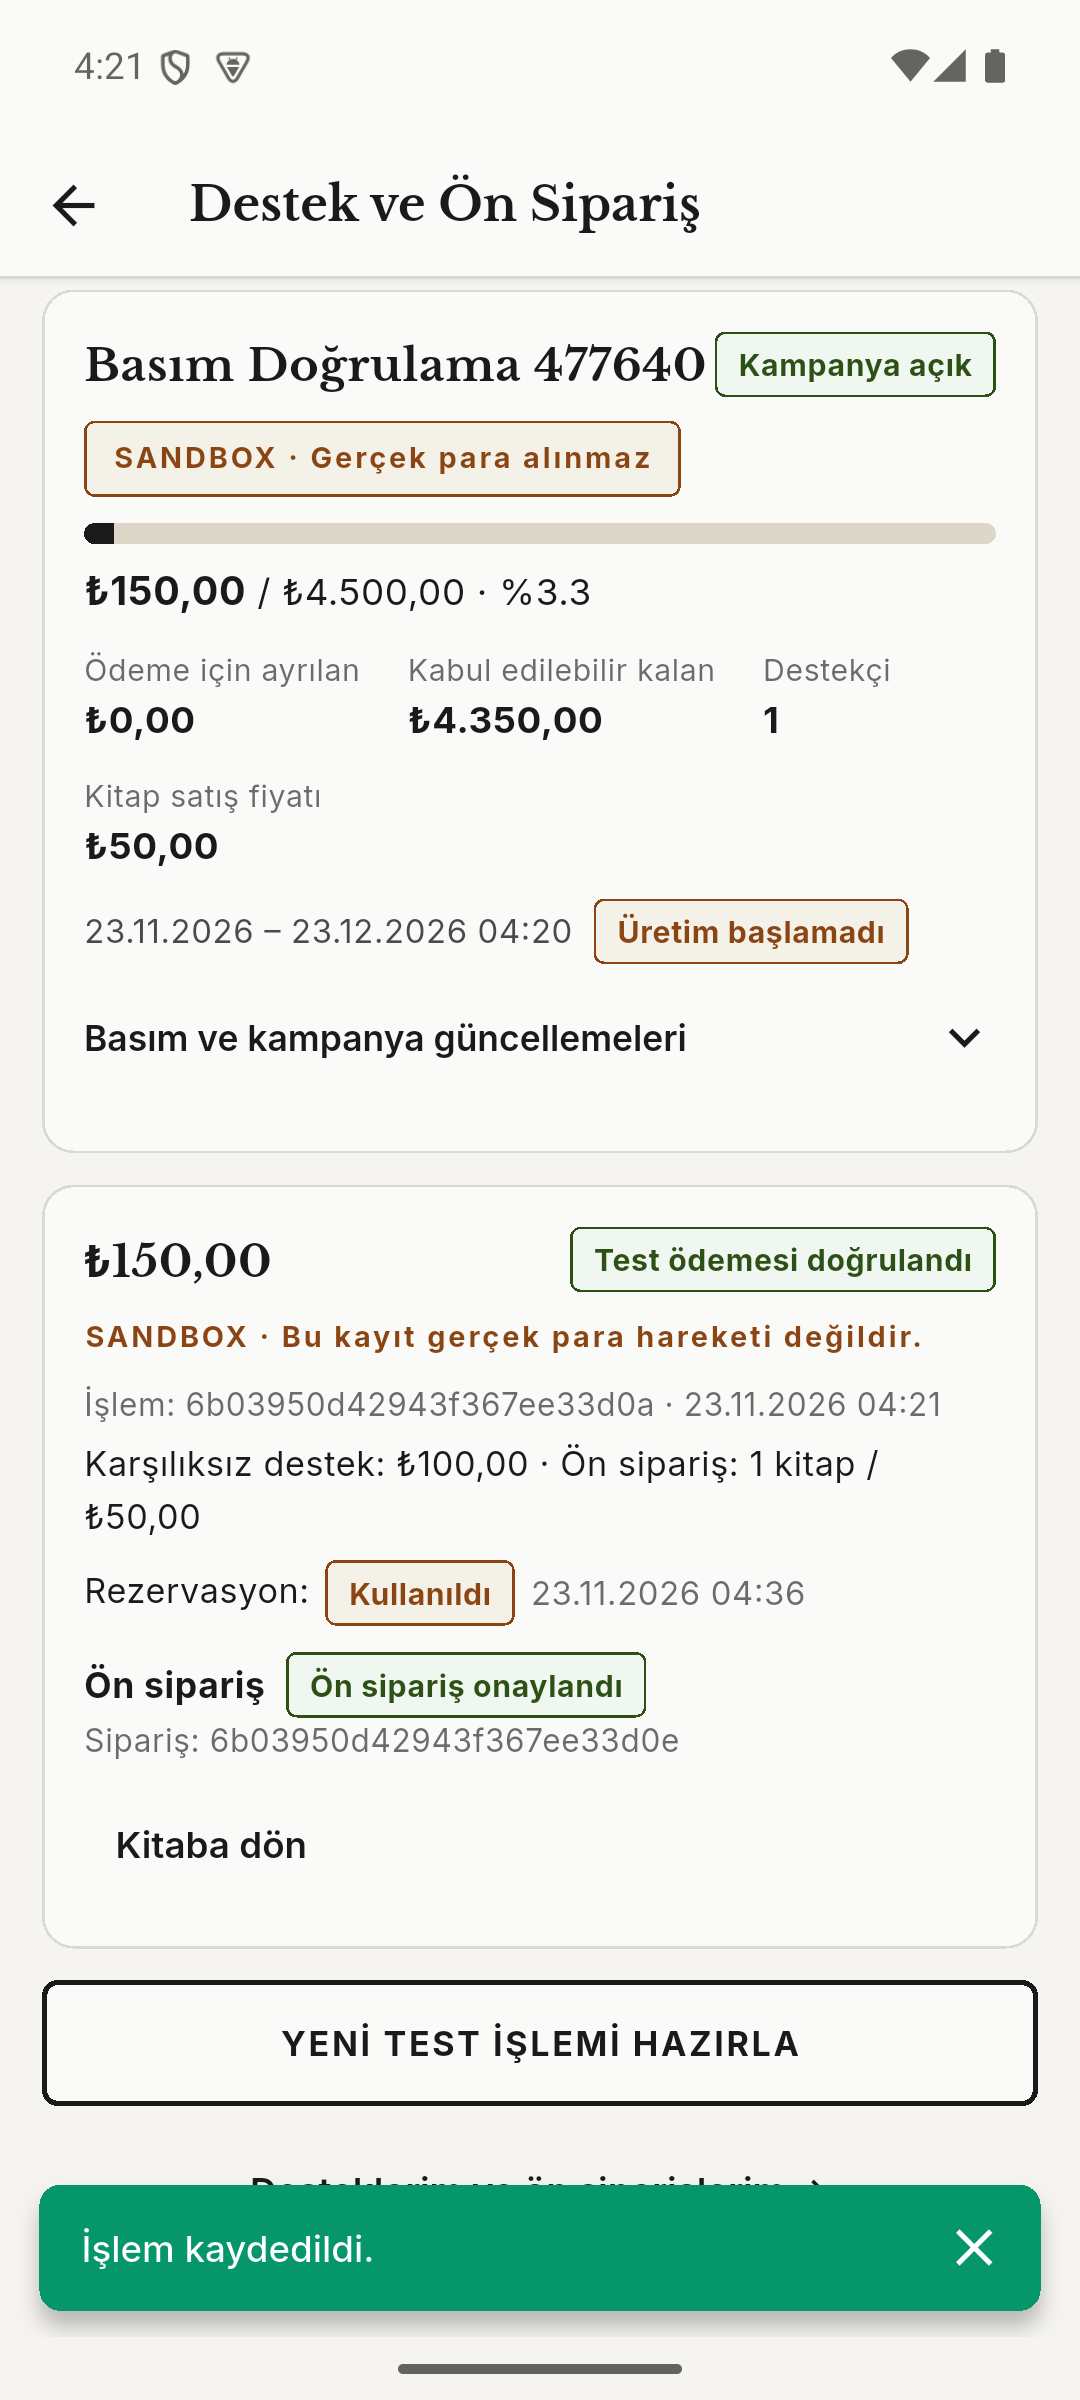 4:21
Destek ve Ön Sipariş
Basım Doğrulama 477640 Kampanya açık
SANDBOX · Gerçek para alınmaz
₺150,00 / ₺4.500,00 · %3.3
Ödeme için ayrılan Kabul edilebilir kalan Destekçi
₺0,00 ₺4.350,00 1
Kitap satış fiyatı
₺50,00
23.11.2026 – 23.12.2026 04:20 Üretim başlamadı
Basım ve kampanya güncellemeleri
₺150,00 Test ödemesi doğrulandı
SANDBOX · Bu kayıt gerçek para hareketi değildir.
İşlem: 6b03950d42943f367ee33d0a · 23.11.2026 04:21
Karşılıksız destek: ₺100,00 · Ön sipariş: 1 kitap /
₺50,00
Rezervasyon: Kullanıldı 23.11.2026 04:36
Ön sipariş Ön sipariş onaylandı
Sipariş: 6b03950d42943f367ee33d0e
Kitaba dön
YENİ TEST İŞLEMİ HAZIRLA
Desteklerim ve ön siparişlerim →
İşlem kaydedildi.